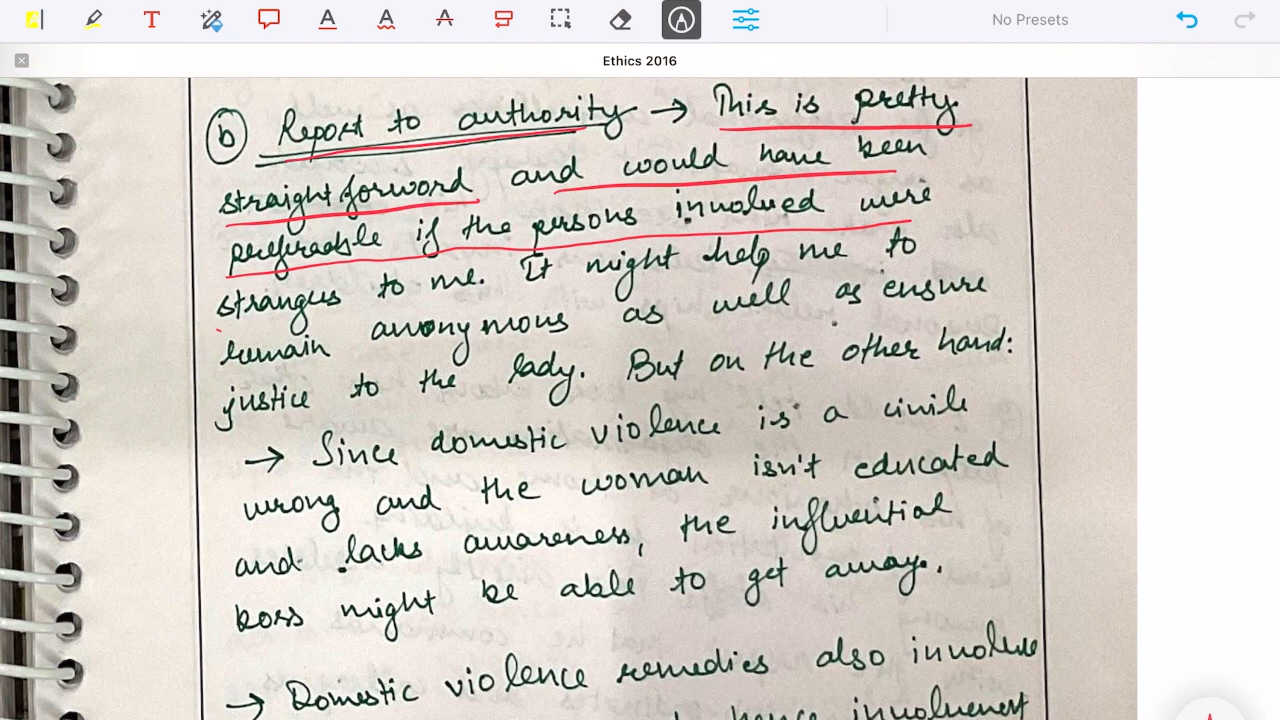 No Presets
Ethics 2016
b Report to authority → This is pretty
straightforward and would have been
preferable if the persons involved were
strangers to me. It might help me to
remain anonymous as well as ensure
justice to the lady. But on the other hand:
→ Since domestic violence is a civile
wrong and the woman isn't educated
and lacks awareness, the influential
boss might be able to get away.
→ Domestic violence remedies also involve
hence involvement